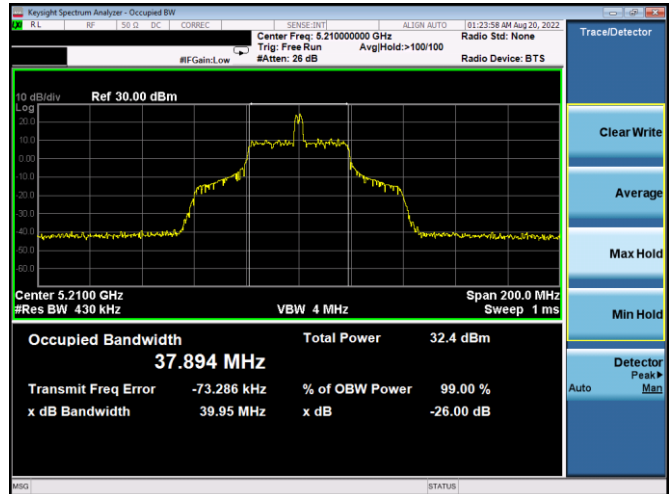 Keysight Spectrum Analyzer - Occupied BW
RL RF 50 Ω DC CORREC SENSE:INT ALIGN AUTO 01:23:58 AM Aug 20, 2022
Center Freq: 5.210000000 GHz Radio Std: None
Trig: Free Run Avg|Hold:>100/100
#IFGain:Low #Atten: 26 dB Radio Device: BTS
Trace/Detector
10 dB/div Ref 30.00 dBm
Log
20.0
10.0
0.00
-10.0
-20.0
-30.0
-40.0
-50.0
-60.0
Center 5.2100 GHz Span 200.0 MHz
#Res BW 430 kHz VBW 4 MHz Sweep 1 ms
Occupied Bandwidth Total Power 32.4 dBm
37.894 MHz
Transmit Freq Error -73.286 kHz % of OBW Power 99.00 %
x dB Bandwidth 39.95 MHz x dB -26.00 dB
Clear Write
Average
Max Hold
Min Hold
Detector
Peak▶
Auto Man
MSG STATUS